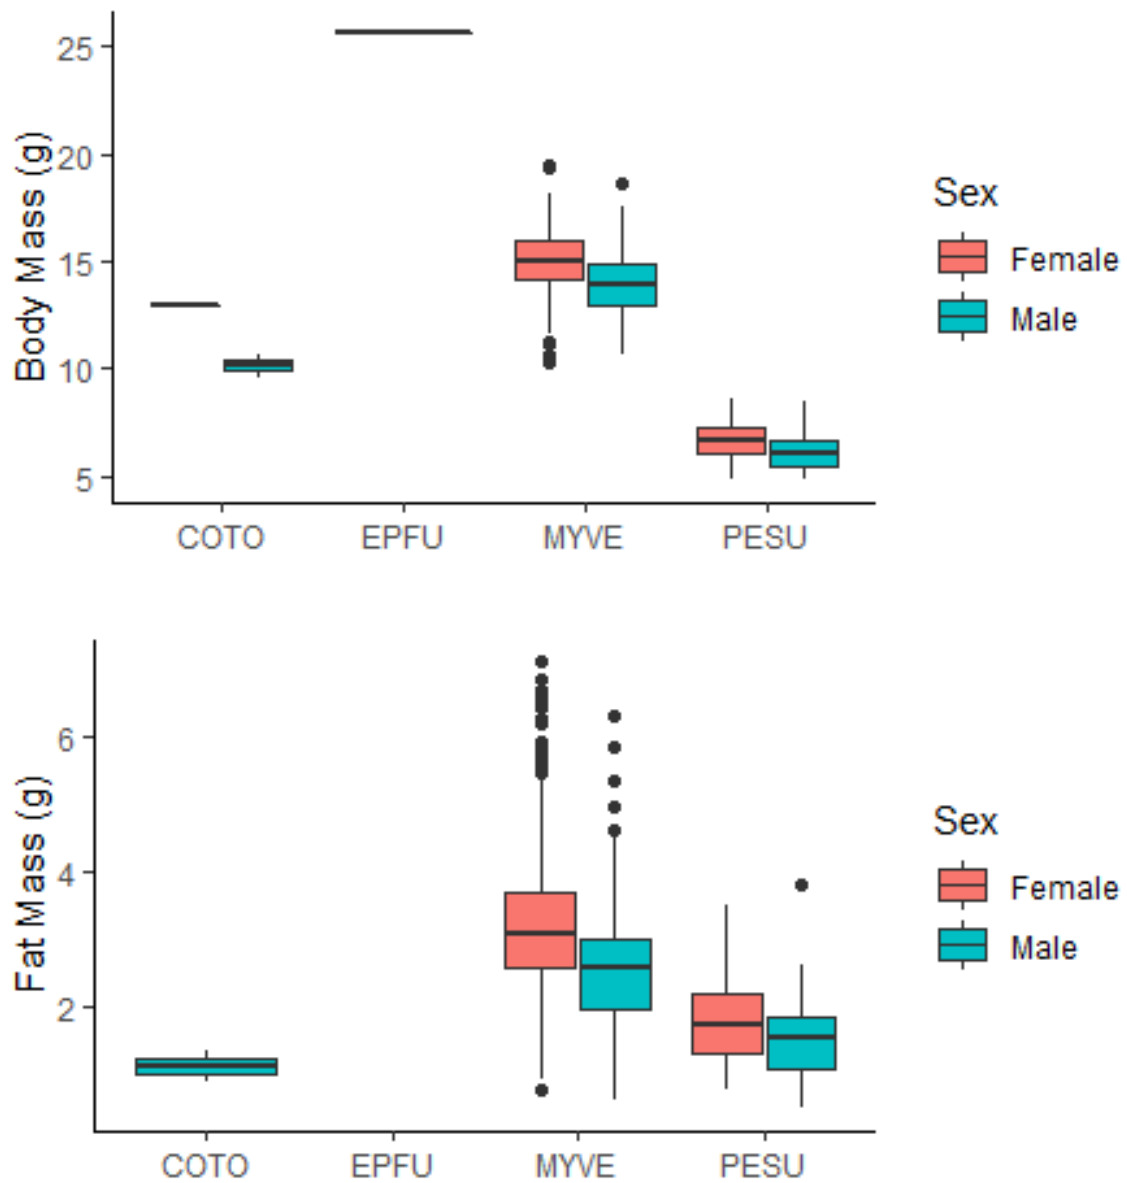 Body Mass (g)
25
20
15
10
5
COTO EPFU MYVE PESU
Sex
Female
Male
Fat Mass (g)
6
4
2
COTO EPFU MYVE PESU
Sex
Female
Male